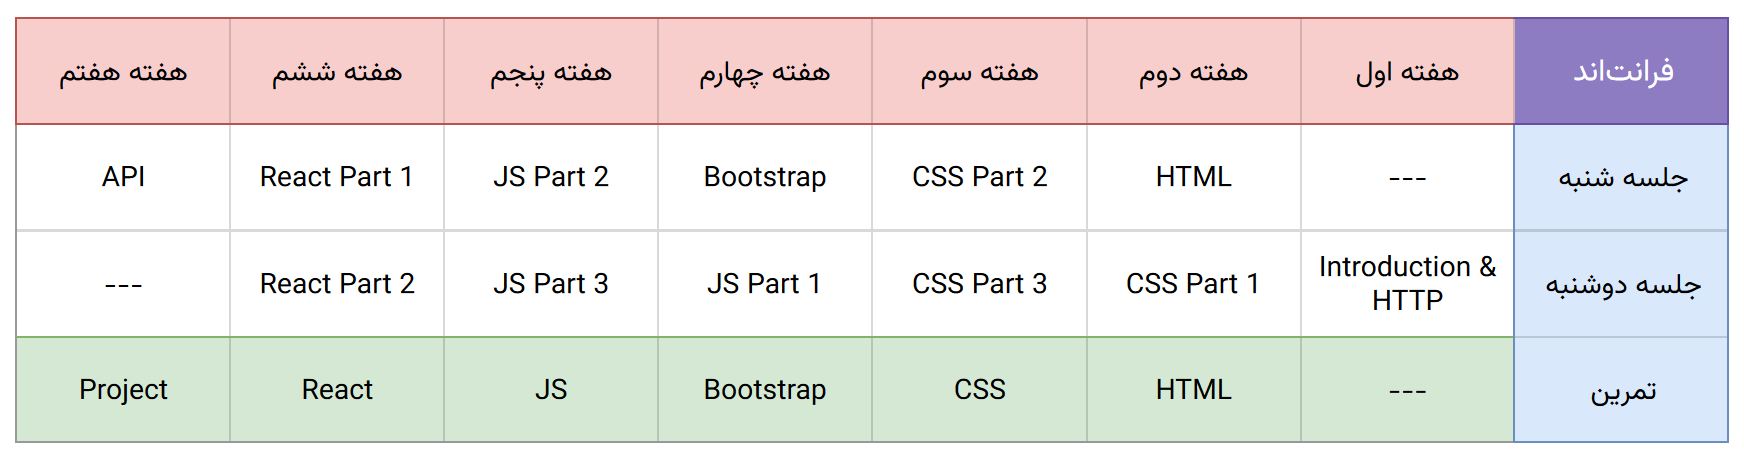 فرانت‌اند
هفته اول
هفته دوم
هفته سوم
هفته چهارم
هفته پنجم
هفته ششم
هفته هفتم
جلسه شنبه
---
HTML
CSS Part 2
Bootstrap
JS Part 2
React Part 1
API
جلسه دوشنبه
Introduction &
HTTP
CSS Part 1
CSS Part 3
JS Part 1
JS Part 3
React Part 2
---
تمرین
---
HTML
CSS
Bootstrap
JS
React
Project